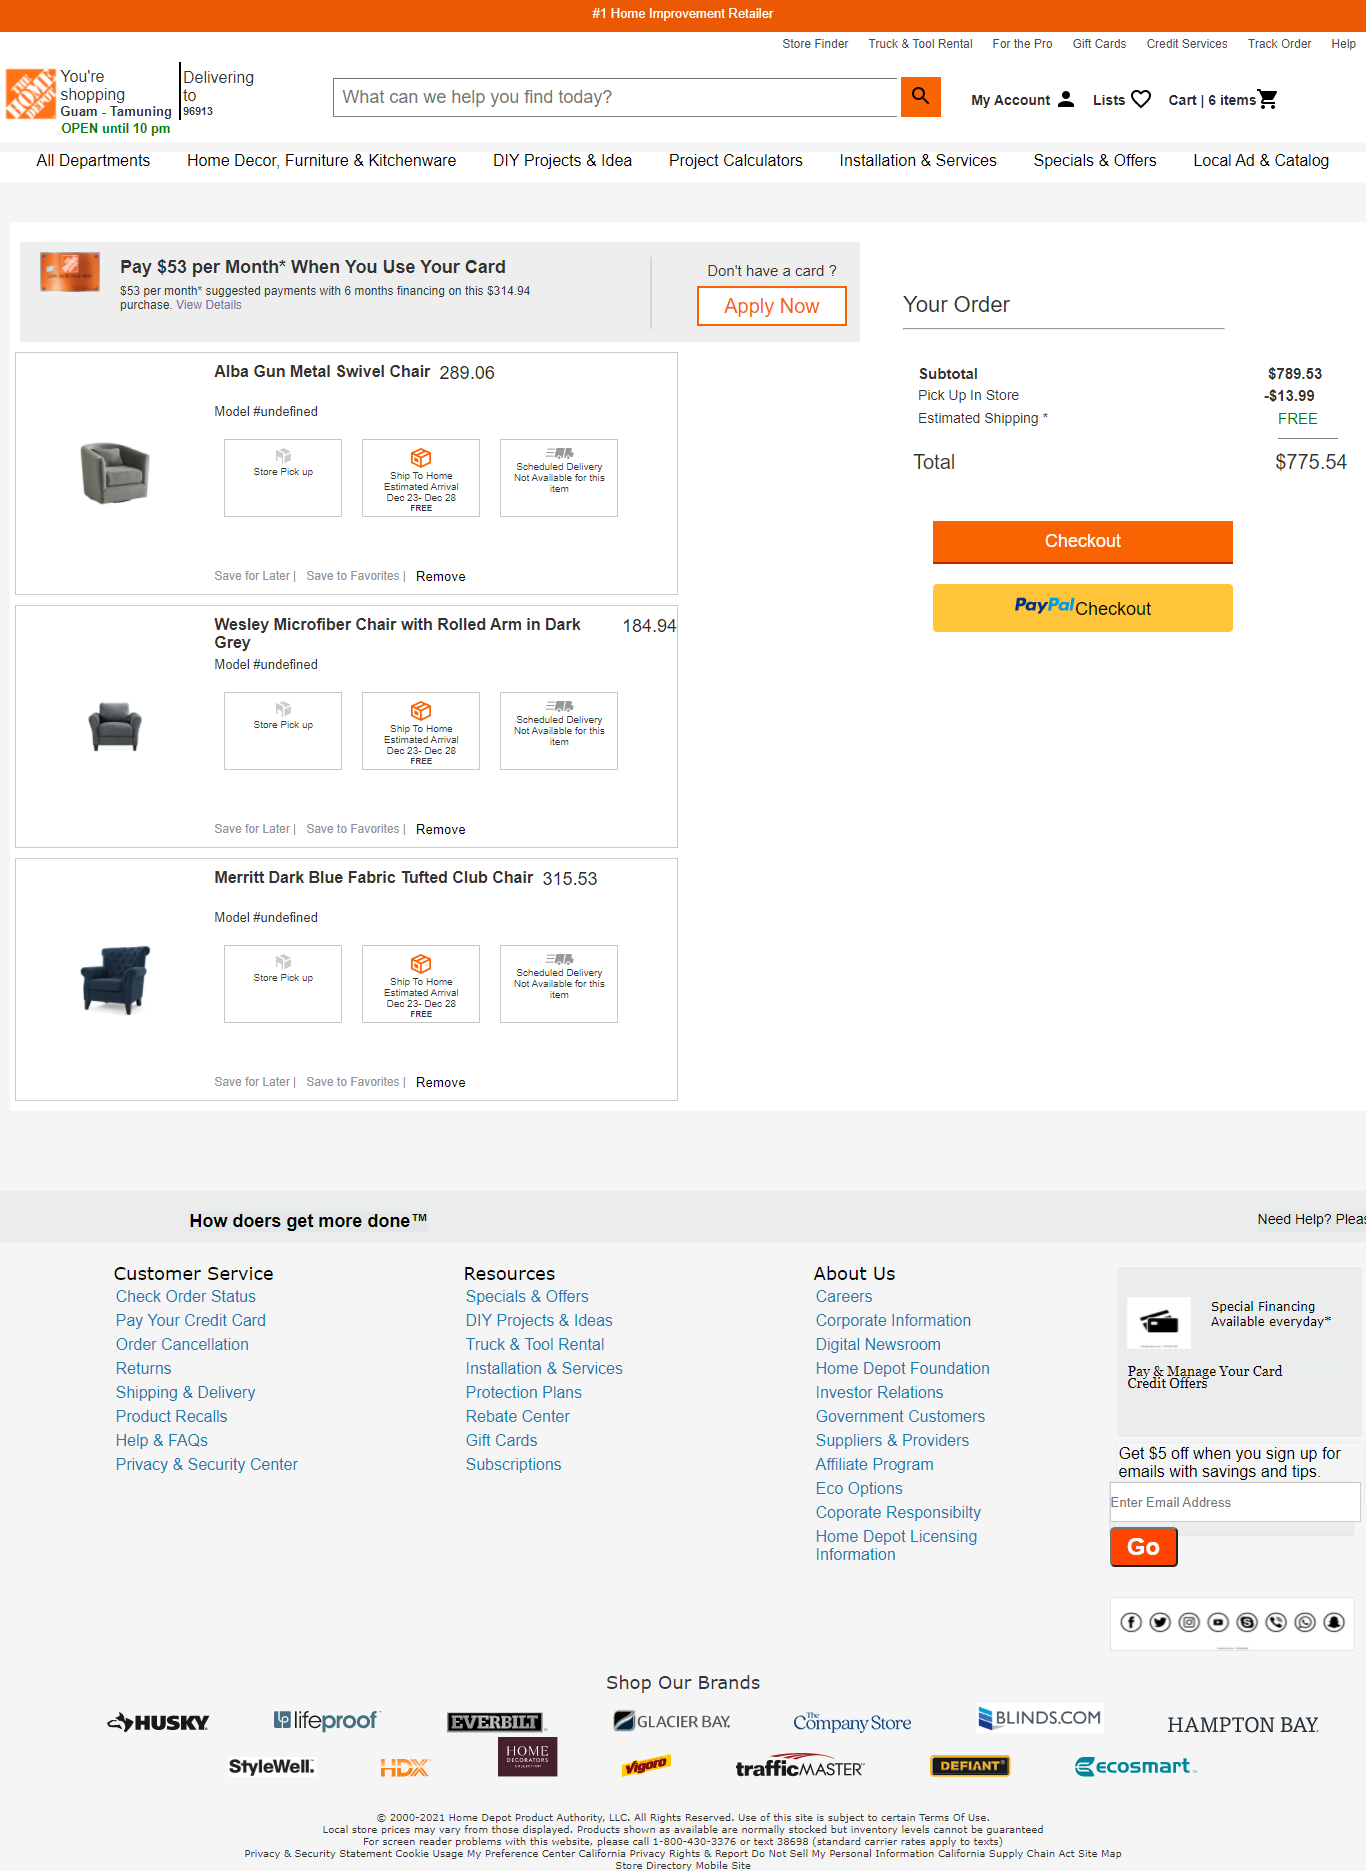 #1 Home Improvement Retailer
Store Finder Truck & Tool Rental For the Pro Gift Cards Credit Services Track Order Help
THE HOME DEPOT
You're shopping
Guam - Tamuning
OPEN until 10 pm
Delivering to
96913
What can we help you find today?
My Account Lists Cart | 6 items
All Departments Home Decor, Furniture & Kitchenware DIY Projects & Idea Project Calculators Installation & Services Specials & Offers Local Ad & Catalog
Pay $53 per Month* When You Use Your Card
$53 per month* suggested payments with 6 months financing on this $314.94
purchase. View Details
Don't have a card ?
Apply Now
Your Order
Subtotal $789.53
Pick Up In Store -$13.99
Estimated Shipping * FREE
Total $775.54
Checkout
PayPal Checkout
Alba Gun Metal Swivel Chair 289.06
Model #undefined
Store Pick up
Ship To Home
Estimated Arrival
Dec 23- Dec 28
FREE
Scheduled Delivery
Not Available for this
item
Save for Later | Save to Favorites | Remove
Wesley Microfiber Chair with Rolled Arm in Dark
Grey
184.94
Model #undefined
Store Pick up
Ship To Home
Estimated Arrival
Dec 23- Dec 28
FREE
Scheduled Delivery
Not Available for this
item
Save for Later | Save to Favorites | Remove
Merritt Dark Blue Fabric Tufted Club Chair 315.53
Model #undefined
Store Pick up
Ship To Home
Estimated Arrival
Dec 23- Dec 28
FREE
Scheduled Delivery
Not Available for this
item
Save for Later | Save to Favorites | Remove
How doers get more done™
Need Help? Pleas
Customer Service
Check Order Status
Pay Your Credit Card
Order Cancellation
Returns
Shipping & Delivery
Product Recalls
Help & FAQs
Privacy & Security Center
Resources
Specials & Offers
DIY Projects & Ideas
Truck & Tool Rental
Installation & Services
Protection Plans
Rebate Center
Gift Cards
Subscriptions
About Us
Careers
Corporate Information
Digital Newsroom
Home Depot Foundation
Investor Relations
Government Customers
Suppliers & Providers
Affiliate Program
Eco Options
Coporate Responsibilty
Home Depot Licensing
Information
Special Financing
Available everyday*
Pay & Manage Your Card
Credit Offers
Get $5 off when you sign up for
emails with savings and tips.
Enter Email Address
Go
Shop Our Brands
HUSKY lifeproof EVERBILT GLACIER BAY. The Company Store BLINDS.COM HAMPTON BAY.
StyleWell. HDX HOME DECORATORS COLLECTION Vigoro trafficMASTER DEFIANT ecosmart
© 2000-2021 Home Depot Product Authority, LLC. All Rights Reserved. Use of this site is subject to certain Terms Of Use.
Local store prices may vary from those displayed. Products shown as available are normally stocked but inventory levels cannot be guaranteed
For screen reader problems with this website, please call 1-800-430-3376 or text 38698 (standard carrier rates apply to texts)
Privacy & Security Statement Cookie Usage My Preference Center California Privacy Rights & Report Do Not Sell My Personal Information California Supply Chain Act Site Map
Store Directory Mobile Site